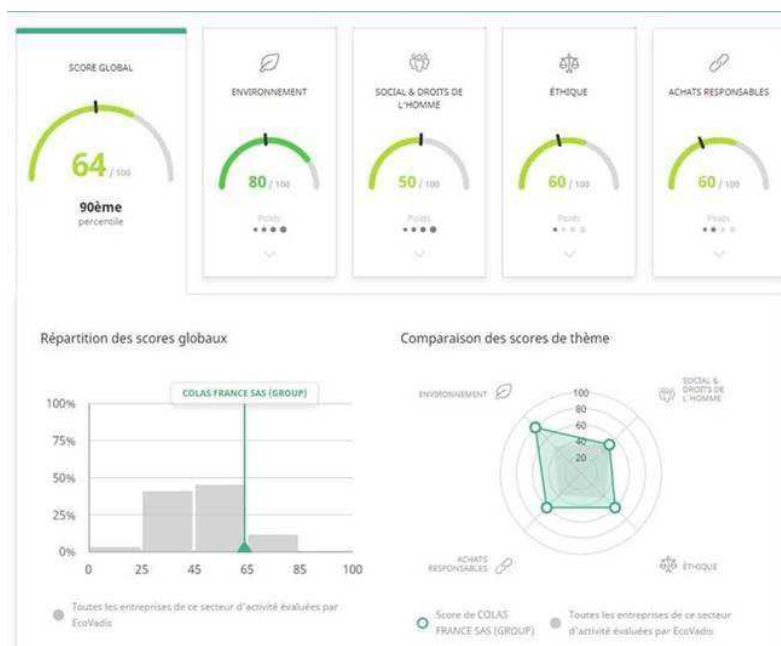 SCORE GLOBAL
64 / 100
90ème
percentile
ENVIRONNEMENT
80 / 100
Poids
SOCIAL & DROITS DE
L'HOMME
50 / 100
Poids
ÉTHIQUE
60 / 100
Poids
ACHATS RESPONSABLES
60 / 100
Poids
Répartition des scores globaux
COLAS FRANCE SAS (GROUP)
100%
75%
50%
25%
0%
0 25 45 65 85 100
Toutes les entreprises de ce secteur d'activité évaluées par
EcoVadis
Comparaison des scores de thème
ENVIRONNEMENT
SOCIAL &
DROITS DE
L'HOMME
100
80
60
40
20
ACHATS
RESPONSABLES
ÉTHIQUE
Score de COLAS
FRANCE SAS (GROUP)
Toutes les entreprises de ce secteur
d'activité évaluées par EcoVadis